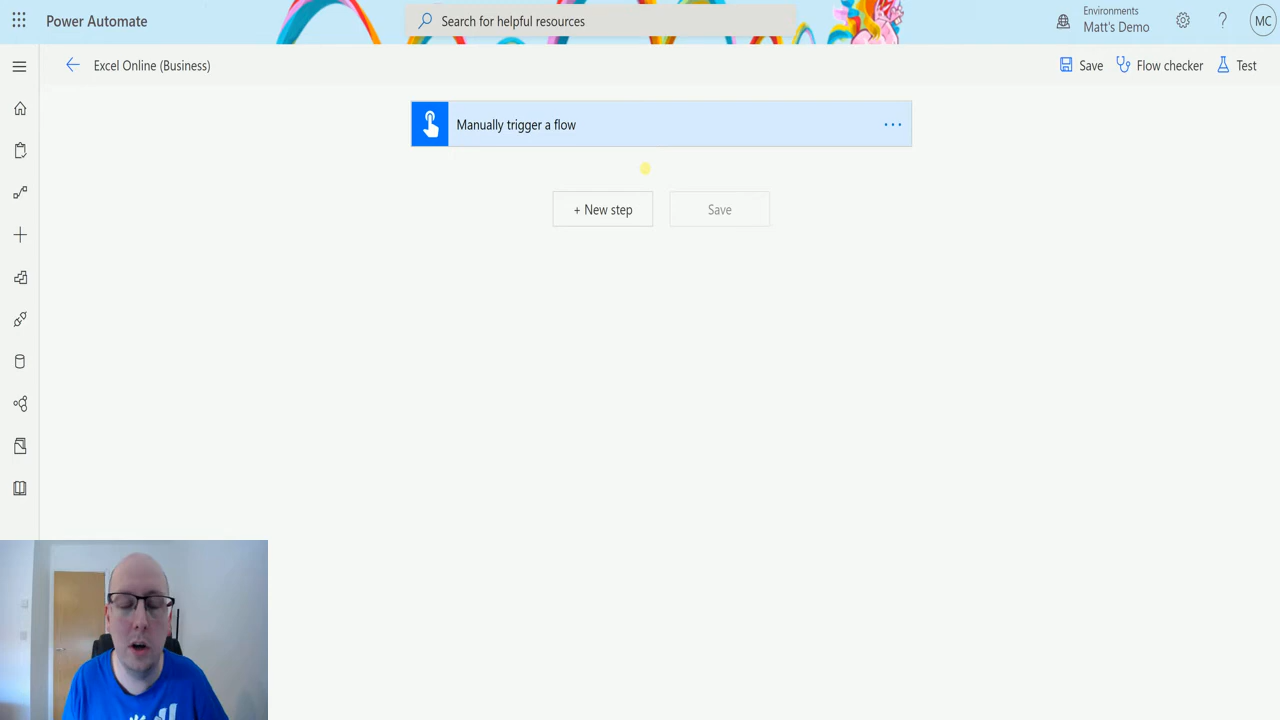 Power Automate
Search for helpful resources
Environments
Matt's Demo
MC
Excel Online (Business)
Save
Flow checker
Test
Manually trigger a flow
+ New step
Save